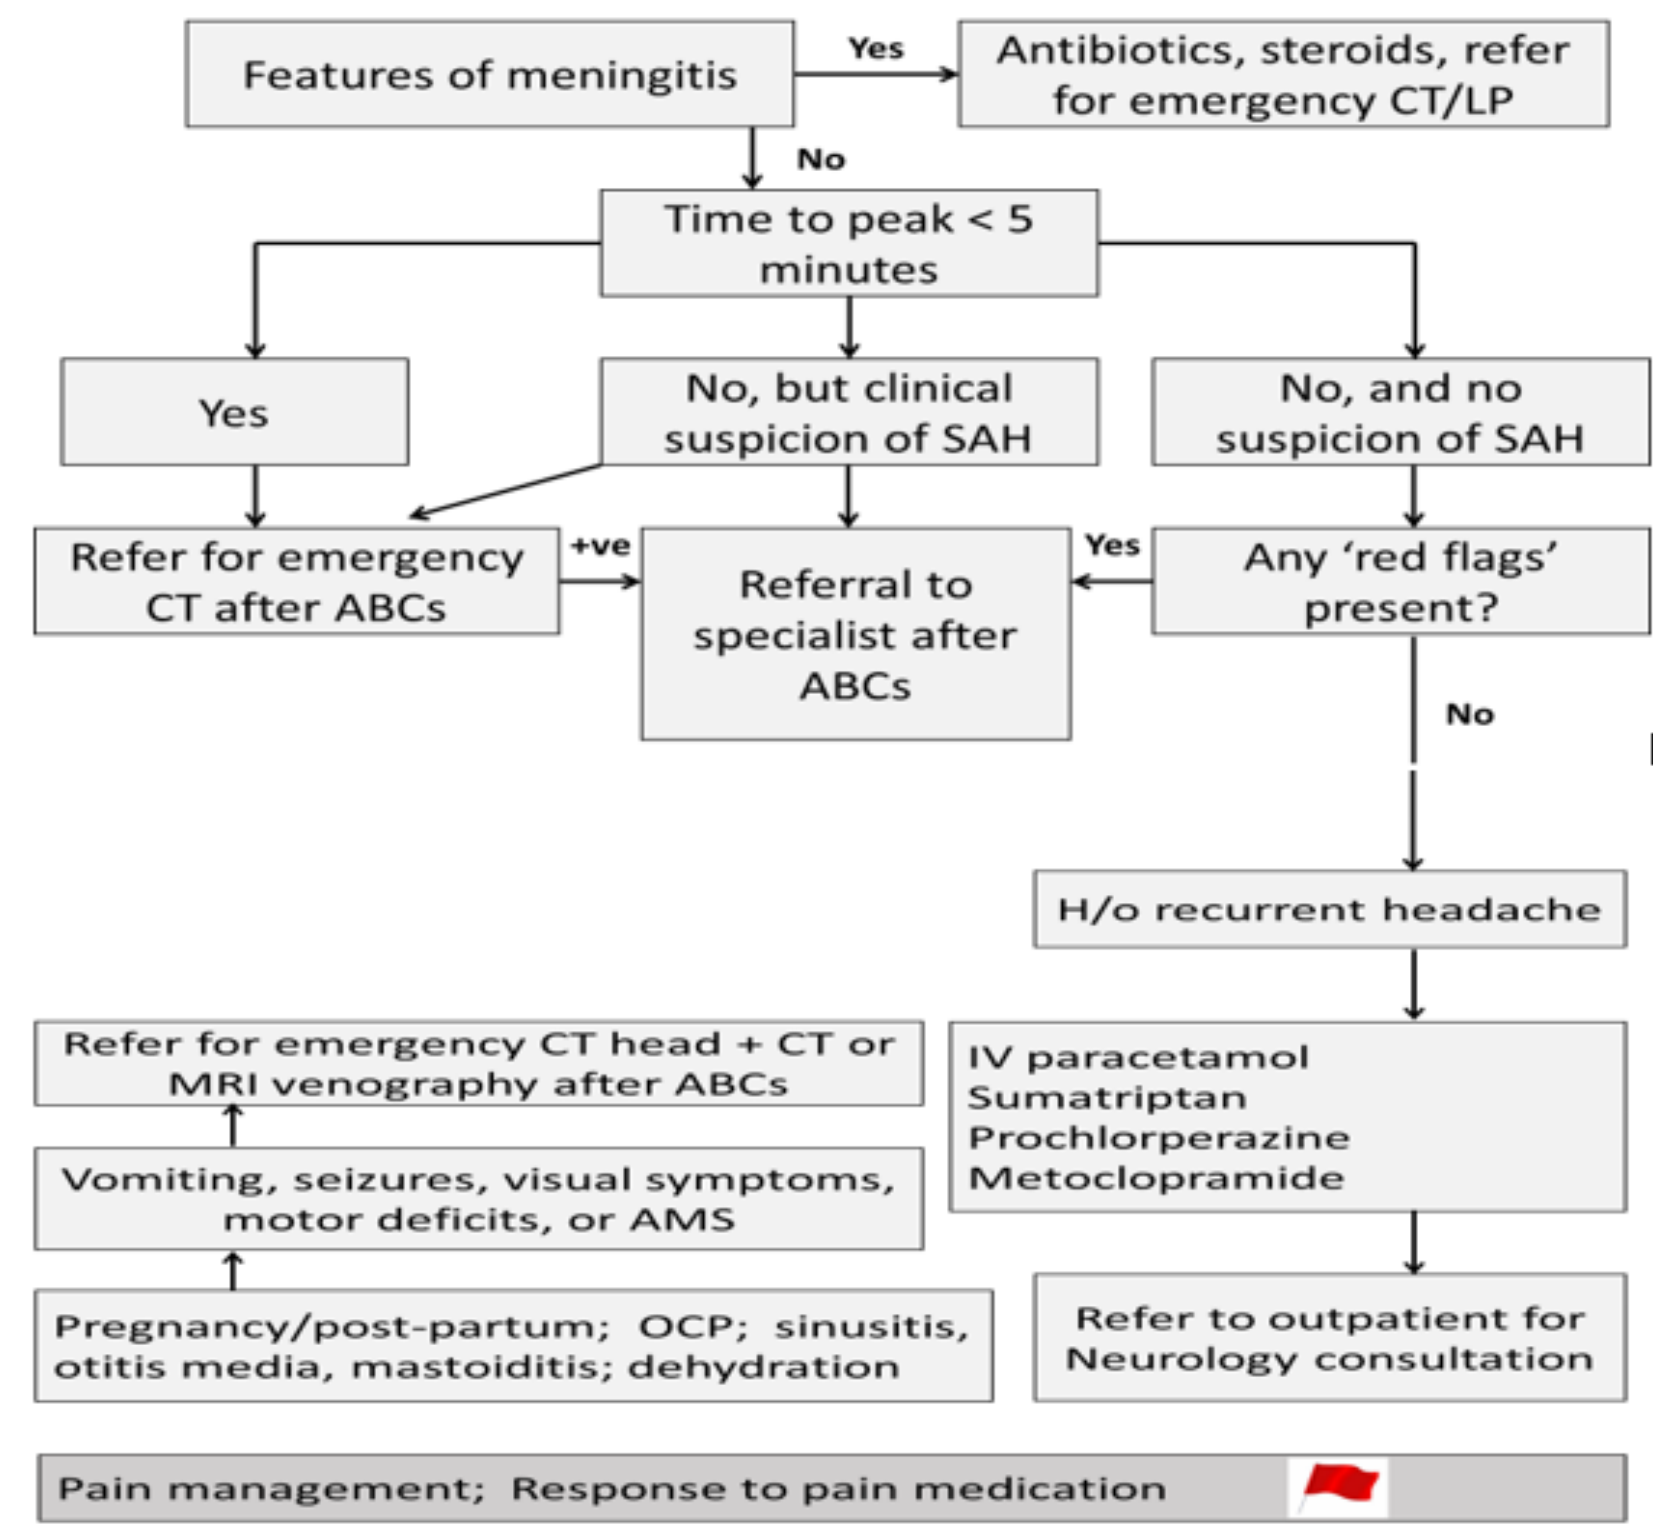 Features of meningitis
Yes
Antibiotics, steroids, refer
for emergency CT/LP
No
Time to peak < 5
minutes
Yes
No, but clinical
suspicion of SAH
No, and no
suspicion of SAH
Refer for emergency
CT after ABCs
+ve
Referral to
specialist after
ABCs
Yes
Any ‘red flags’
present?
No
H/o recurrent headache
IV paracetamol
Sumatriptan
Prochlorperazine
Metoclopramide
Refer to outpatient for
Neurology consultation
Refer for emergency CT head + CT or
MRI venography after ABCs
Vomiting, seizures, visual symptoms,
motor deficits, or AMS
Pregnancy/post-partum; OCP; sinusitis,
otitis media, mastoiditis; dehydration
Pain management; Response to pain medication